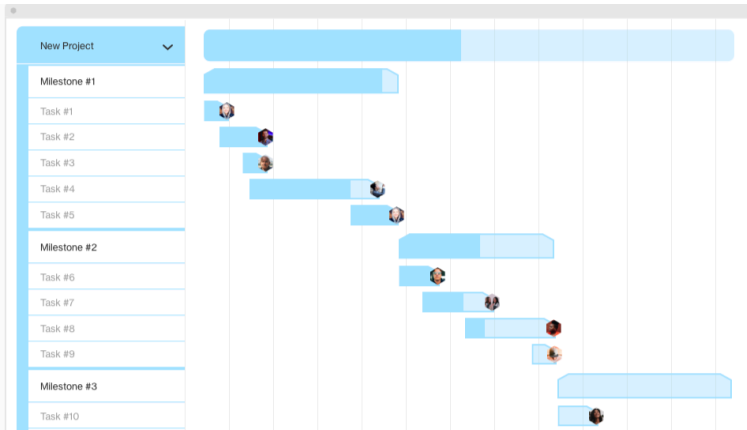 New Project
Milestone #1
Task #1
Task #2
Task #3
Task #4
Task #5
Milestone #2
Task #6
Task #7
Task #8
Task #9
Milestone #3
Task #10